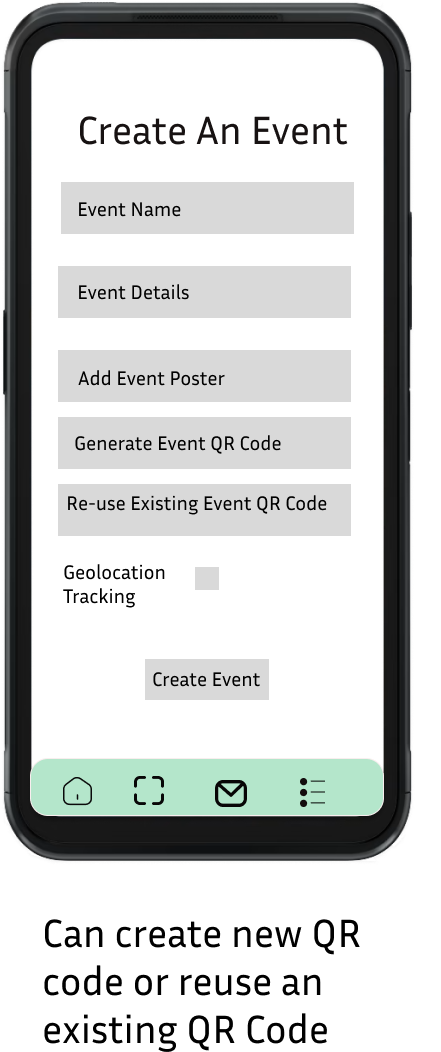 Create An Event
Event Name
Event Details
Add Event Poster
Generate Event QR Code
Re-use Existing Event QR Code
Geolocation
Tracking
Create Event
Can create new QR
code or reuse an
existing QR Code